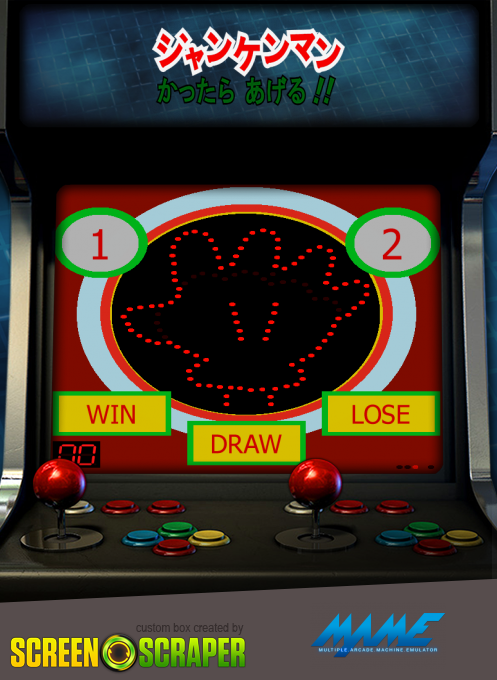 ジャンケンマン
かったら あげる!!
1
2
WIN
LOSE
DRAW
00
custom box created by
SCREEN SCRAPER
MAME
MULTIPLE ARCADE MACHINE EMULATOR